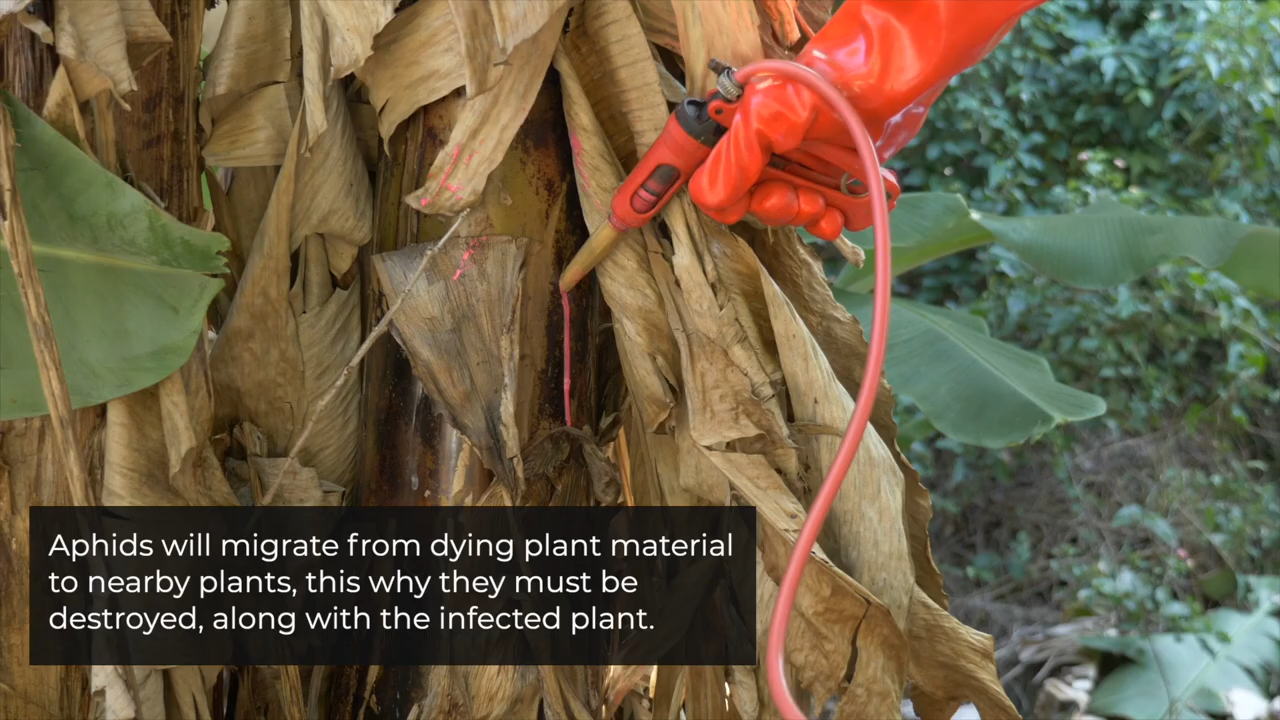 Aphids will migrate from dying plant material
to nearby plants, this why they must be
destroyed, along with the infected plant.